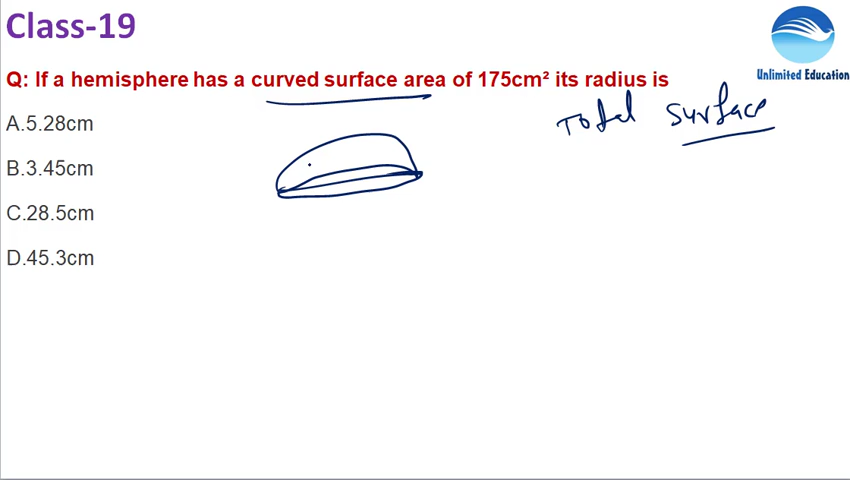 Class-19
Unlimited Education
Q: If a hemisphere has a curved surface area of 175cm² its radius is
Total surface
A.5.28cm
B.3.45cm
C.28.5cm
D.45.3cm